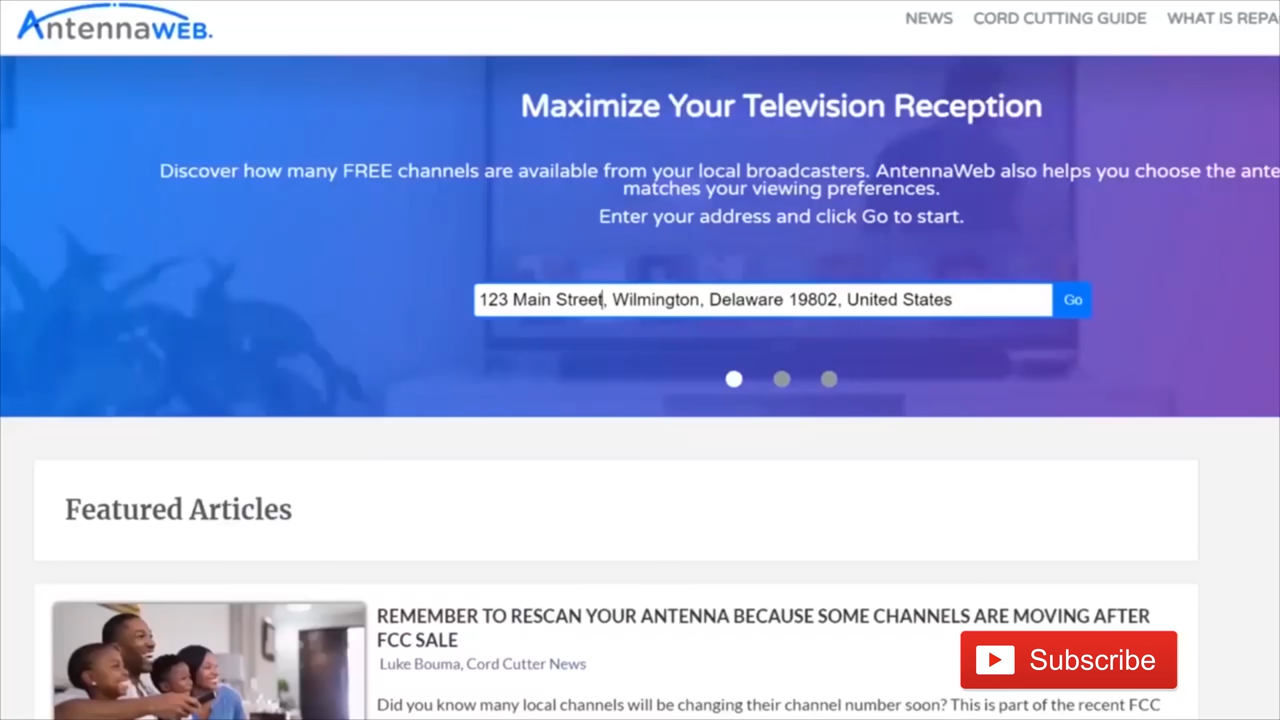 AntennaWEB.
NEWS CORD CUTTING GUIDE WHAT IS REPA
Maximize Your Television Reception
Discover how many FREE channels are available from your local broadcasters. AntennaWeb also helps you choose the ante
matches your viewing preferences.
Enter your address and click Go to start.
123 Main Street, Wilmington, Delaware 19802, United States Go
Featured Articles
REMEMBER TO RESCAN YOUR ANTENNA BECAUSE SOME CHANNELS ARE MOVING AFTER
FCC SALE
Luke Bouma, Cord Cutter News
Subscribe
Did you know many local channels will be changing their channel number soon? This is part of the recent FCC